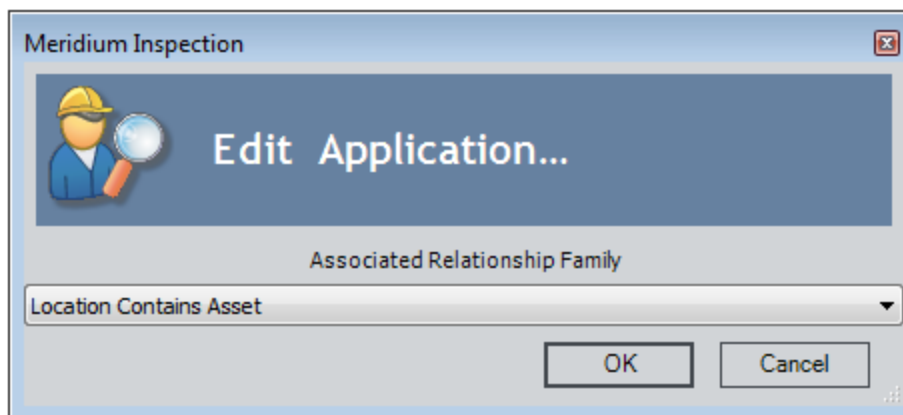 Meridium Inspection
Edit Application...
Associated Relationship Family
Location Contains Asset
OK
Cancel